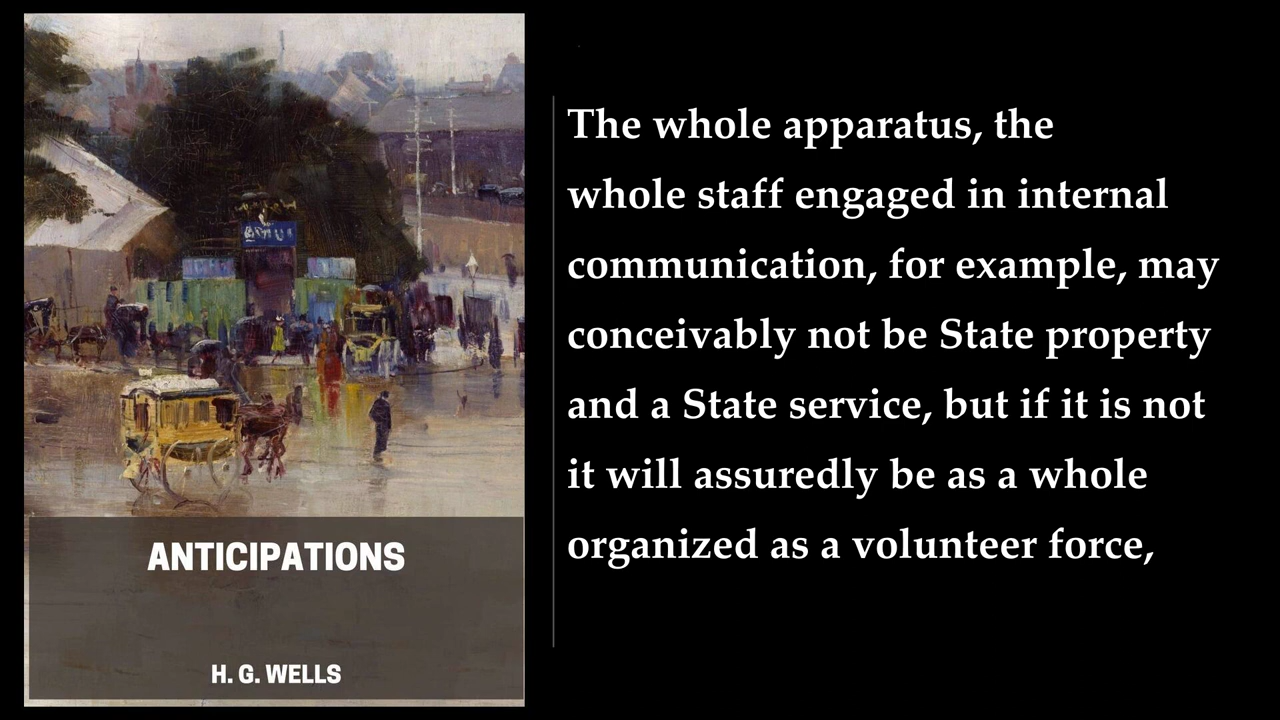 ANTICIPATIONS
H. G. WELLS
The whole apparatus, the
whole staff engaged in internal
communication, for example, may
conceivably not be State property
and a State service, but if it is not
it will assuredly be as a whole
organized as a volunteer force,